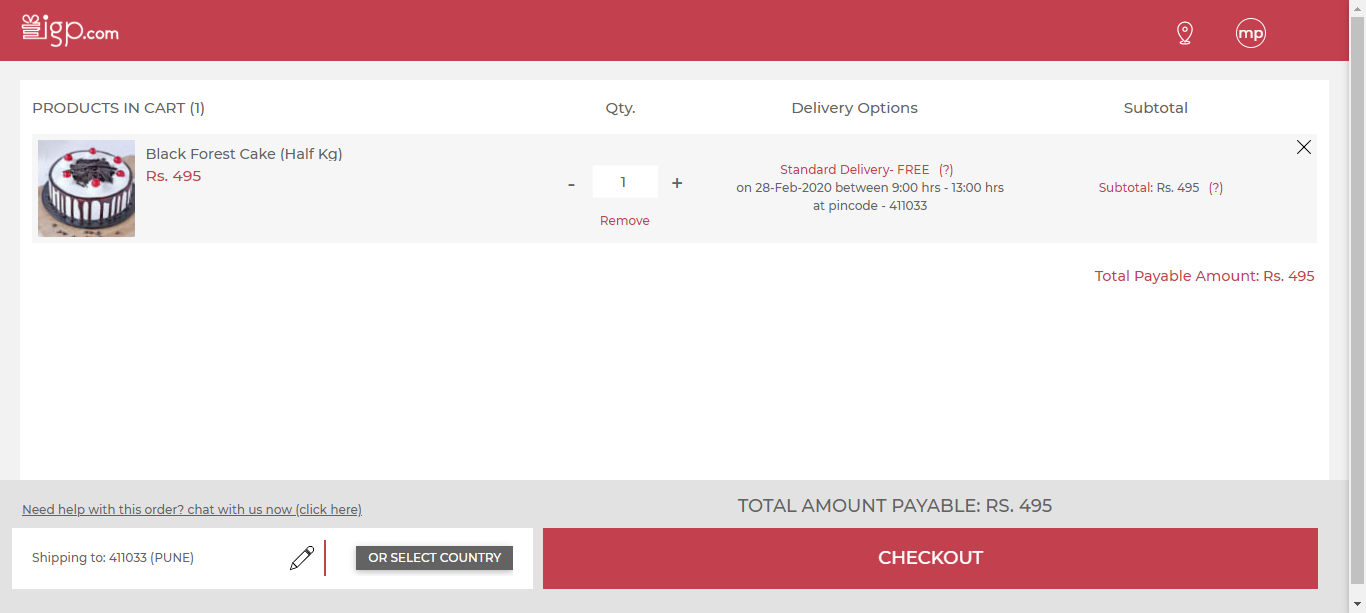 igp.com
mp
PRODUCTS IN CART (1) Qty. Delivery Options Subtotal
Black Forest Cake (Half Kg)
Rs. 495
- 1 +
Remove
Standard Delivery- FREE (?)
on 28-Feb-2020 between 9:00 hrs - 13:00 hrs
at pincode - 411033
Subtotal: Rs. 495 (?)
Total Payable Amount: Rs. 495
Need help with this order? chat with us now (click here)
TOTAL AMOUNT PAYABLE: RS. 495
Shipping to: 411033 (PUNE)
OR SELECT COUNTRY
CHECKOUT